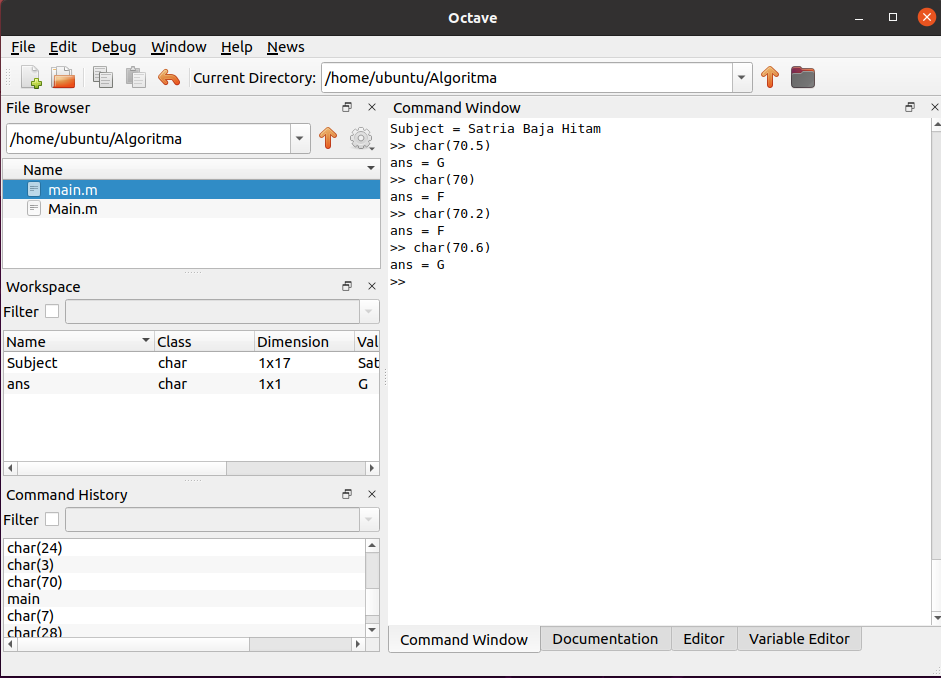 Octave
File Edit Debug Window Help News
Current Directory: /home/ubuntu/Algoritma
File Browser
/home/ubuntu/Algoritma
Name
main.m
Main.m
Workspace
Filter
Name Class Dimension Val
Subject char 1x17 Sat
ans char 1x1 G
Command History
Filter
char(24)
char(3)
char(70)
main
char(7)
char(28)
Command Window
Subject = Satria Baja Hitam
>> char(70.5)
ans = G
>> char(70)
ans = F
>> char(70.2)
ans = F
>> char(70.6)
ans = G
>>
Command Window Documentation Editor Variable Editor